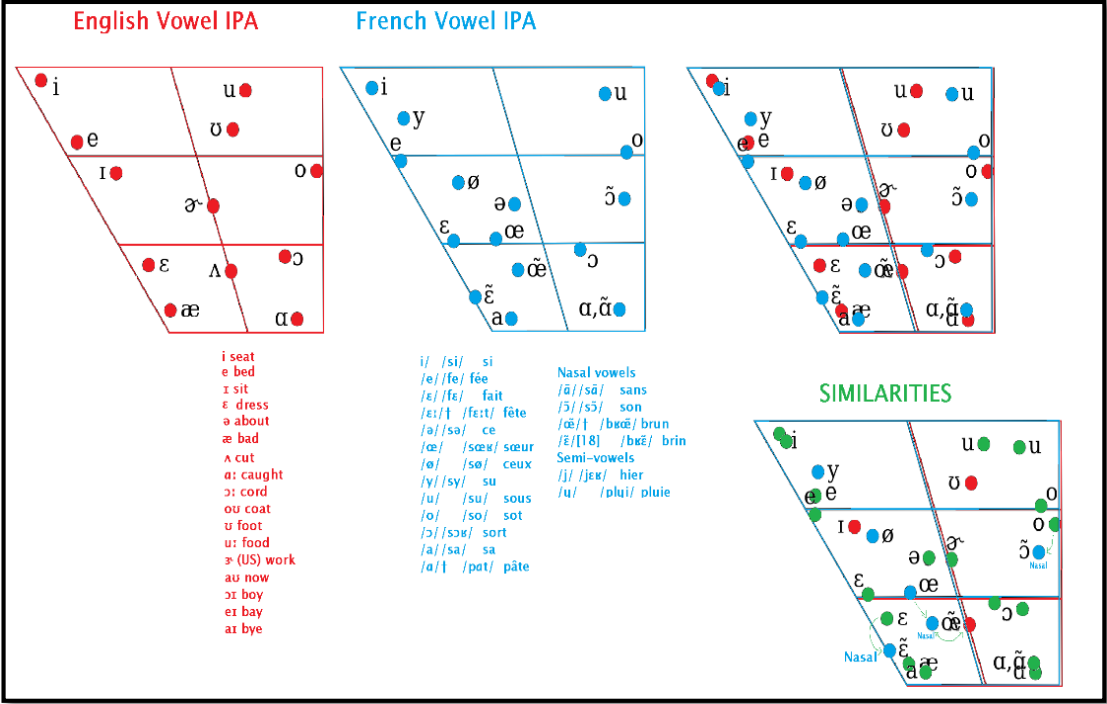 English Vowel IPA
French Vowel IPA
i
u
ʊ
e
ɪ
o
ɚ
ɛ
ʌ
ɔ
æ
ɑ
i
u
y
e
o
ø
ə
ɔ̃
ɛ
œ
œ̃
ɔ
ɛ̃
a
ɑ,ɑ̃
i
u
u
y
ʊ
e
e
o
ɪ
o
ø
ə
ɚ
ɔ̃
ɛ
œ
ɛ
œ̃
ɔ
ɛ̃
æ
a
ɑ,ɑ̃
ɑ
i seat
e bed
ɪ sit
ɛ dress
ə about
æ bad
ʌ cut
ɑː caught
ɔː cord
oʊ coat
ʊ foot
uː food
ɝ (US) work
aʊ now
ɔɪ boy
eɪ bay
aɪ bye
i/ /si/ si
/e//fe/ fée
/ɛ//fɛ/ fait
/ɛː/† /fɛːt/ fête
/ə//sə/ ce
/œ/ /sœʁ/ sœur
/ø/ /sø/ ceux
/y//sy/ su
/u/ /su/ sous
/o/ /so/ sot
/ɔ//sɔʁ/ sort
/a//sa/ sa
/ɑ/† /pɑt/ pâte
Nasal vowels
/ɑ̃//sɑ̃/ sans
/ɔ̃//sɔ̃/ son
/œ̃/† /bʁœ̃/ brun
/ɛ̃/[18] /bʁɛ̃/ brin
Semi-vowels
/j/ /jɛʁ/ hier
/ɥ/ /plɥi/ pluie
SIMILARITIES
i
u
u
y
ʊ
e
e
o
ɪ
o
ø
ə
ɚ
ɔ̃
Nasal
ɛ
œ
ɛ
œ̃
Nasal
ɔ
Nasal
ɛ̃
æ
a
ɑ,ɑ̃
ɑ